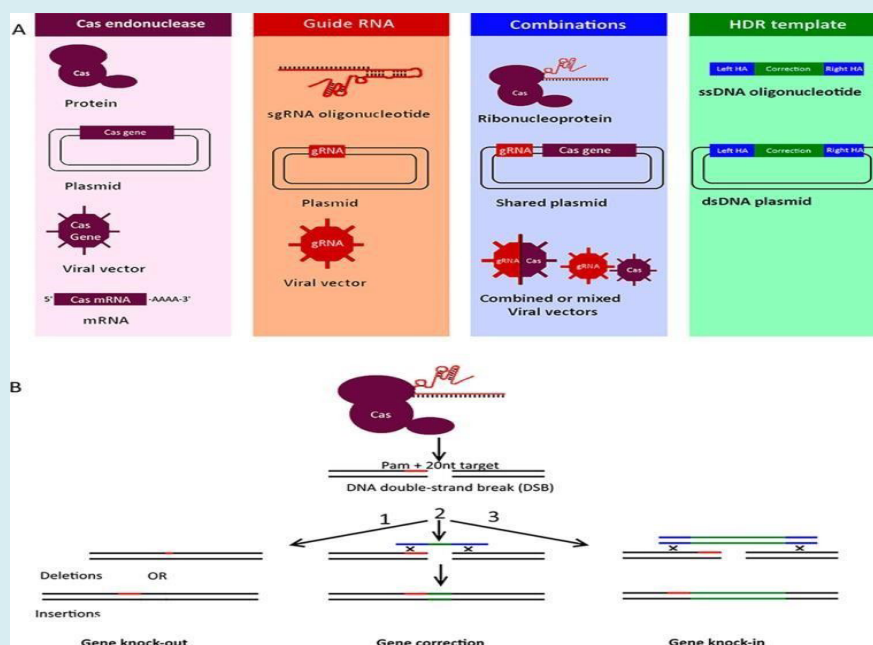 A
Cas endonuclease
Guide RNA
Combinations
HDR template
Cas
Protein
Cas gene
Plasmid
Cas
Gene
Viral vector
5' Cas mRNA -AAAA-3'
mRNA
sgRNA oligonucleotide
gRNA
Plasmid
gRNA
Viral vector
Cas
Ribonucleoprotein
gRNA Cas gene
Shared plasmid
gRNA Cas gRNA Cas
Combined or mixed
Viral vectors
Left HA Correction Right HA
ssDNA oligonucleotide
Left HA Correction Right HA
dsDNA plasmid
B
Cas
Pam + 20nt target
DNA double-strand break (DSB)
1 2 3
x x
x x
Deletions OR
Insertions
Gene knock-out Gene correction Gene knock-in